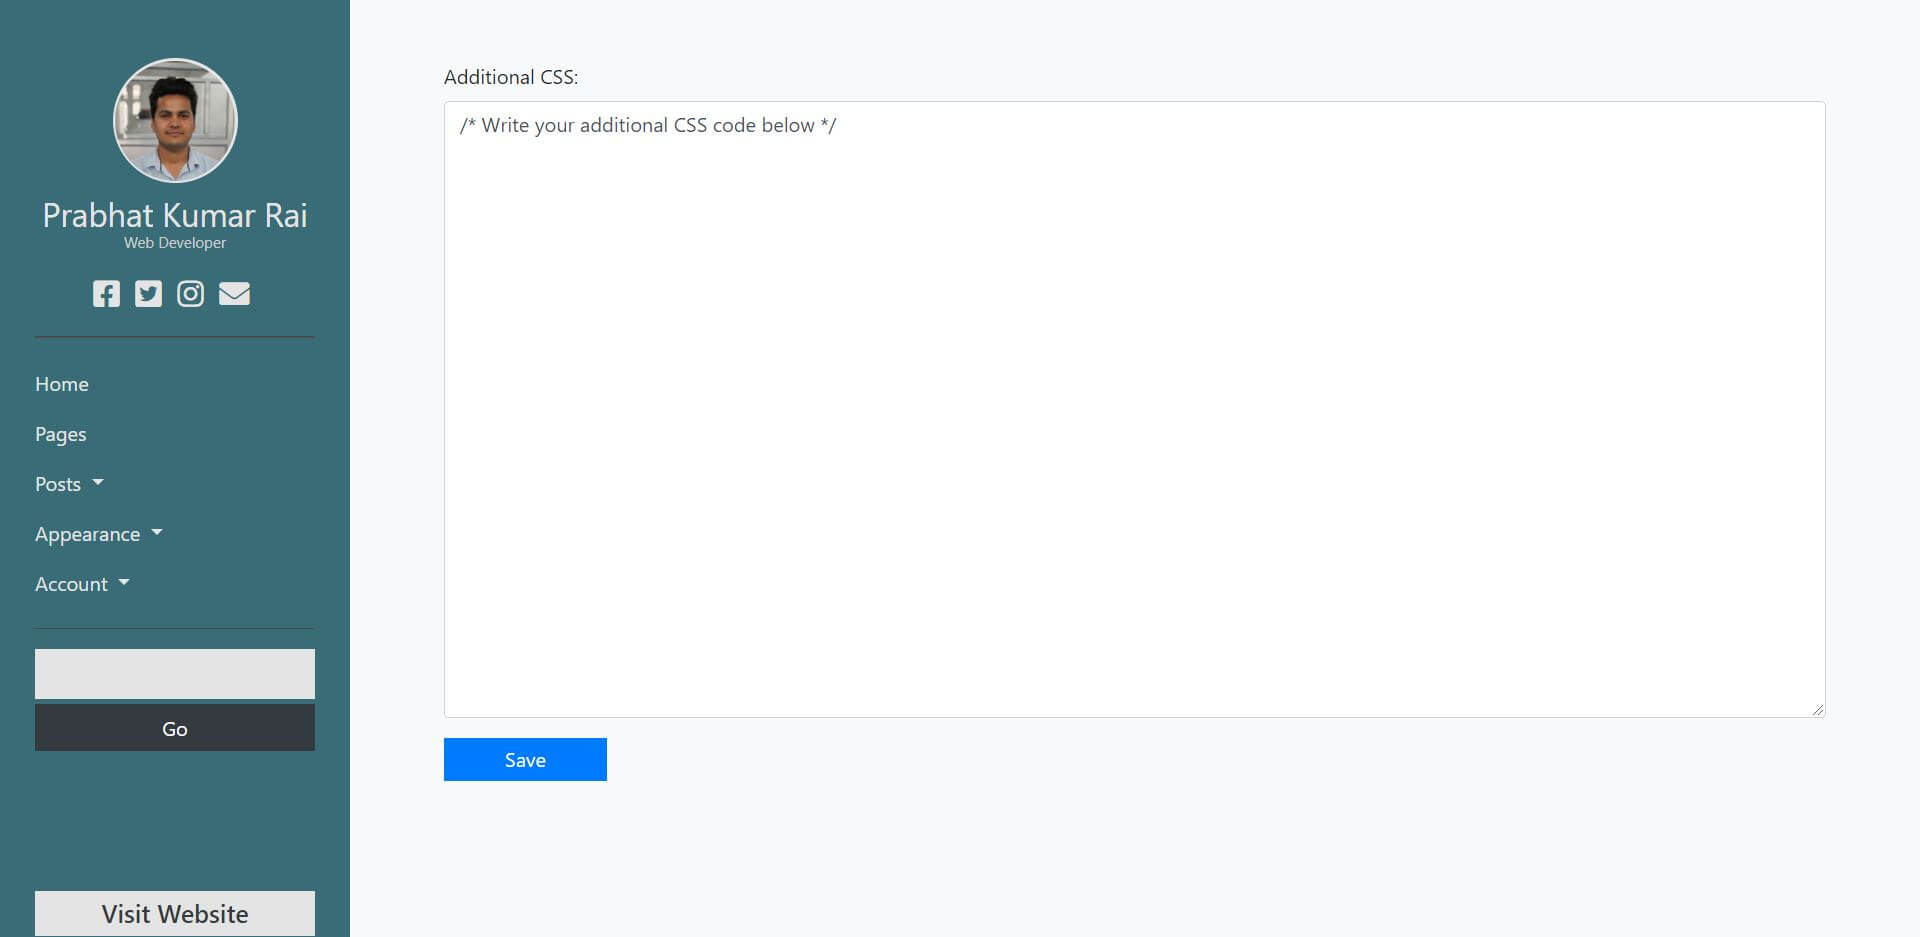 Prabhat Kumar Rai
Web Developer
Home
Pages
Posts
Appearance
Account
Go
Visit Website
Additional CSS:
/* Write your additional CSS code below */
Save